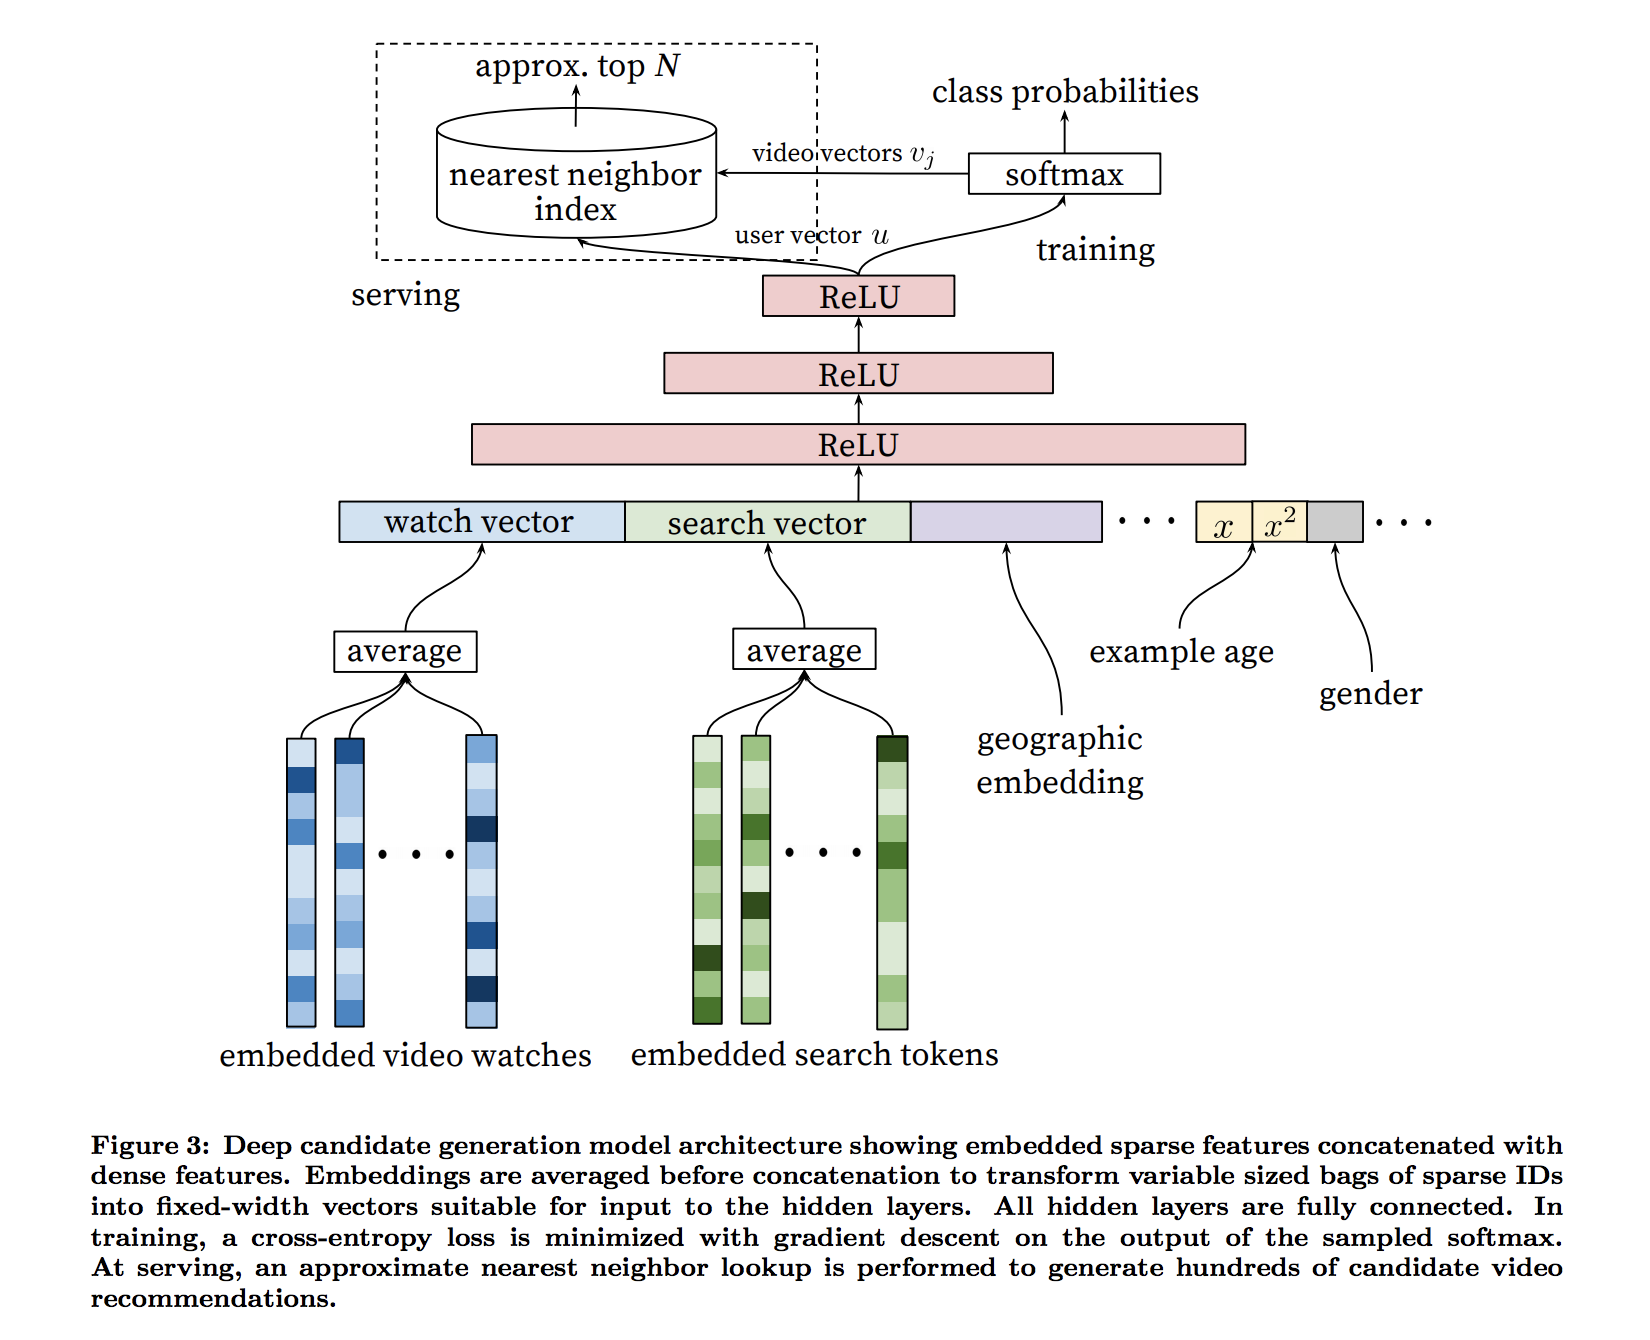 approx. top N
class probabilities
video vectors v_j
nearest neighbor
index
softmax
user vector u
training
serving
ReLU
ReLU
ReLU
watch vector
search vector
. . .
x
x²
. . .
average
average
example age
gender
geographic
embedding
. . .
. . .
embedded video watches
embedded search tokens
Figure 3: Deep candidate generation model architecture showing embedded sparse features concatenated with
dense features. Embeddings are averaged before concatenation to transform variable sized bags of sparse IDs
into fixed-width vectors suitable for input to the hidden layers. All hidden layers are fully connected. In
training, a cross-entropy loss is minimized with gradient descent on the output of the sampled softmax.
At serving, an approximate nearest neighbor lookup is performed to generate hundreds of candidate video
recommendations.